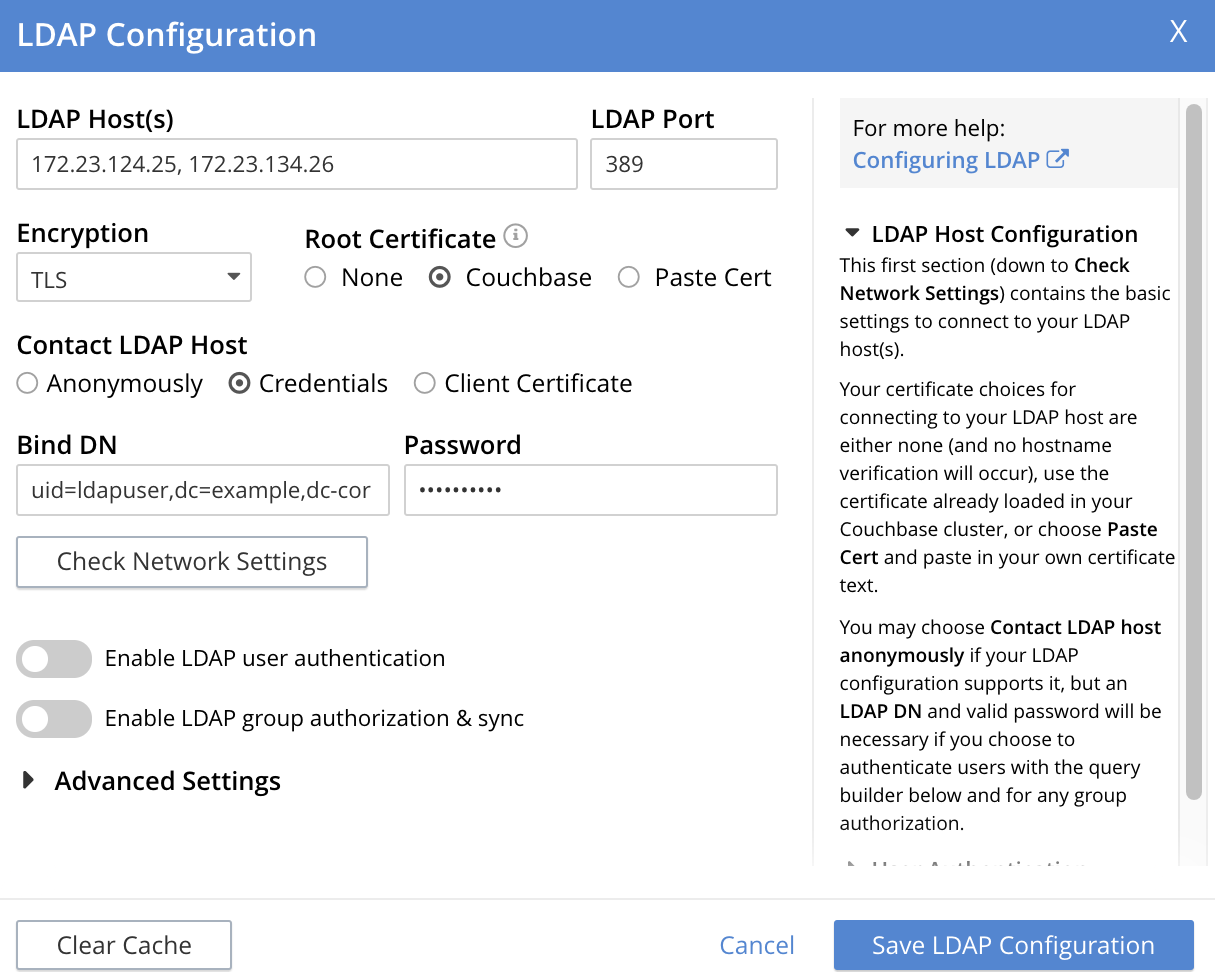 LDAP Configuration
X
LDAP Host(s)
LDAP Port
172.23.124.25, 172.23.134.26
389
Encryption
Root Certificate
TLS
None
Couchbase
Paste Cert
Contact LDAP Host
Anonymously
Credentials
Client Certificate
Bind DN
Password
uid=ldapuser,dc=example,dc-cor
••••••••••
Check Network Settings
Enable LDAP user authentication
Enable LDAP group authorization & sync
Advanced Settings
For more help:
Configuring LDAP
LDAP Host Configuration
This first section (down to Check
Network Settings) contains the basic
settings to connect to your LDAP
host(s).
Your certificate choices for
connecting to your LDAP host are
either none (and no hostname
verification will occur), use the
certificate already loaded in your
Couchbase cluster, or choose Paste
Cert and paste in your own certificate
text.
You may choose Contact LDAP host
anonymously if your LDAP
configuration supports it, but an
LDAP DN and valid password will be
necessary if you choose to
authenticate users with the query
builder below and for any group
authorization.
Clear Cache
Cancel
Save LDAP Configuration